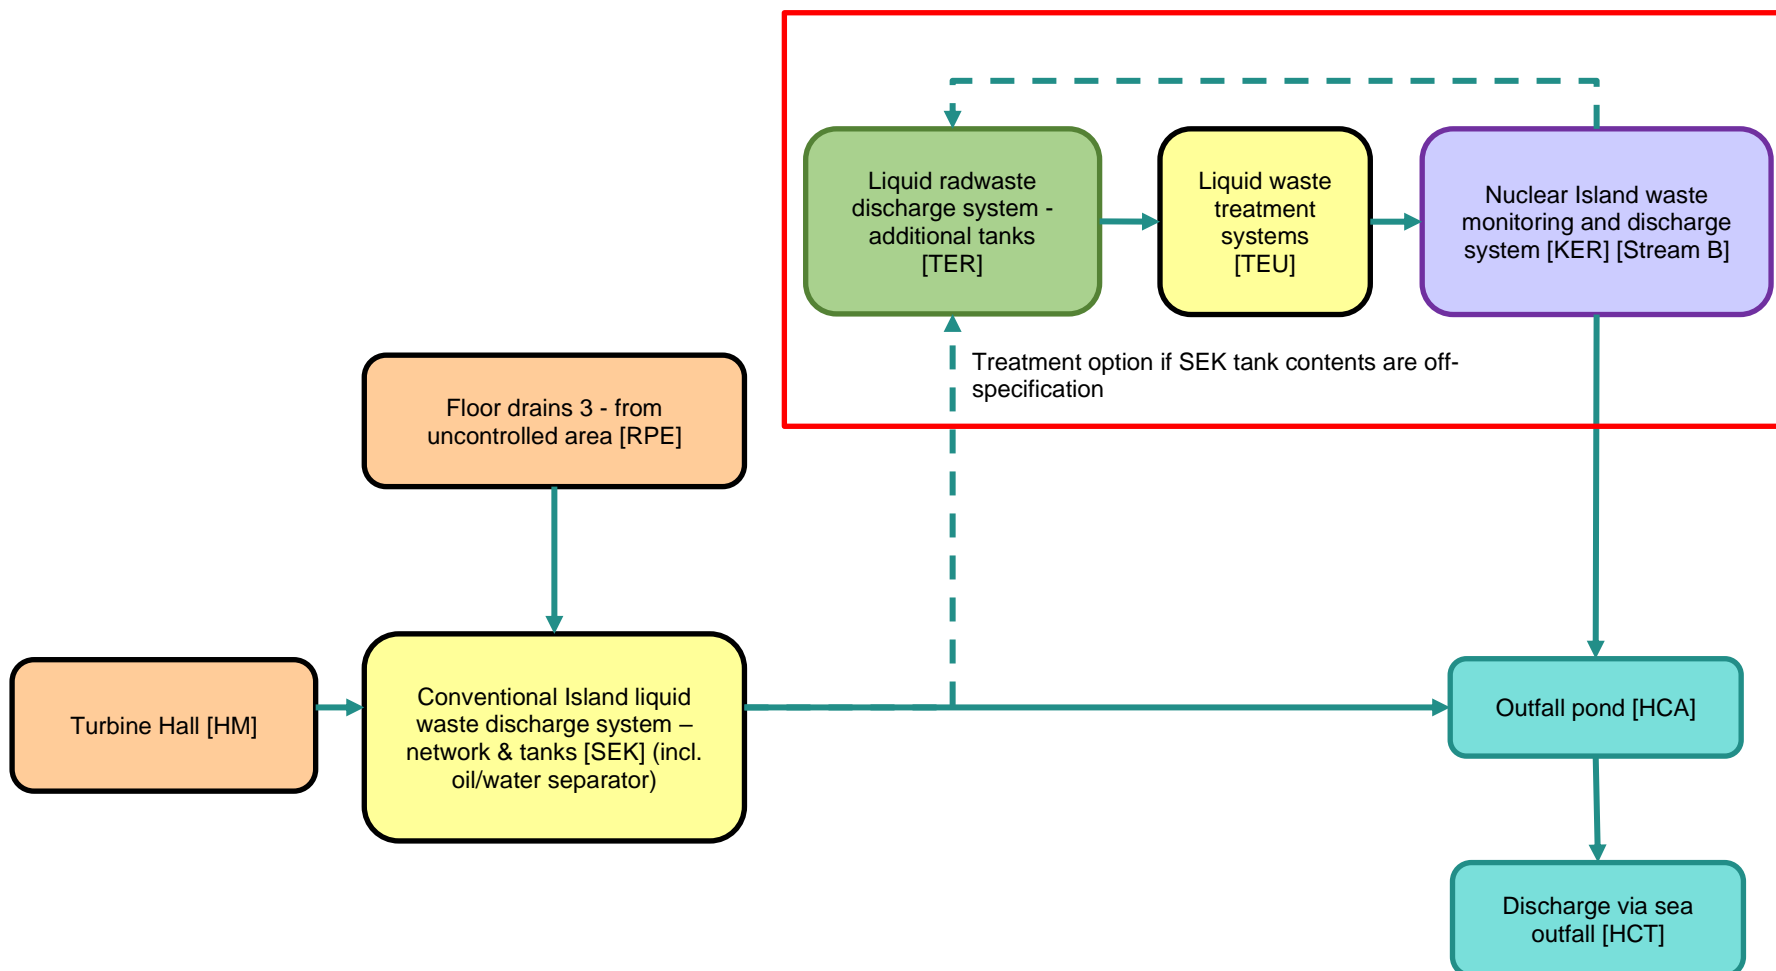 Liquid radwaste
discharge system -
additional tanks
[TER]
Liquid waste
treatment
systems
[TEU]
Nuclear Island waste
monitoring and discharge
system [KER] [Stream B]
Treatment option if SEK tank contents are off-
specification
Floor drains 3 - from
uncontrolled area [RPE]
Turbine Hall [HM]
Conventional Island liquid
waste discharge system –
network & tanks [SEK] (incl.
oil/water separator)
Outfall pond [HCA]
Discharge via sea
outfall [HCT]